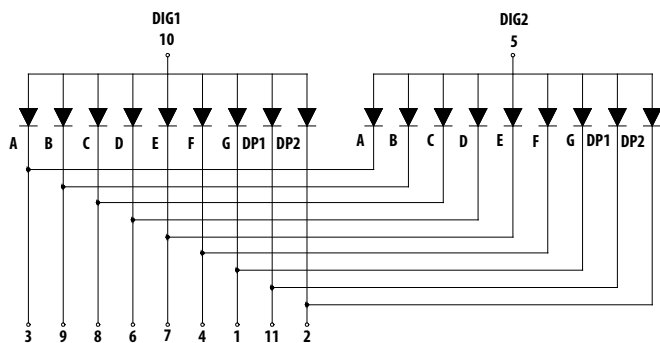 DIG1 DIG2
10 5
A B C D E F G DP1 DP2 A B C D E F G DP1 DP2
3 9 8 6 7 4 1 11 2